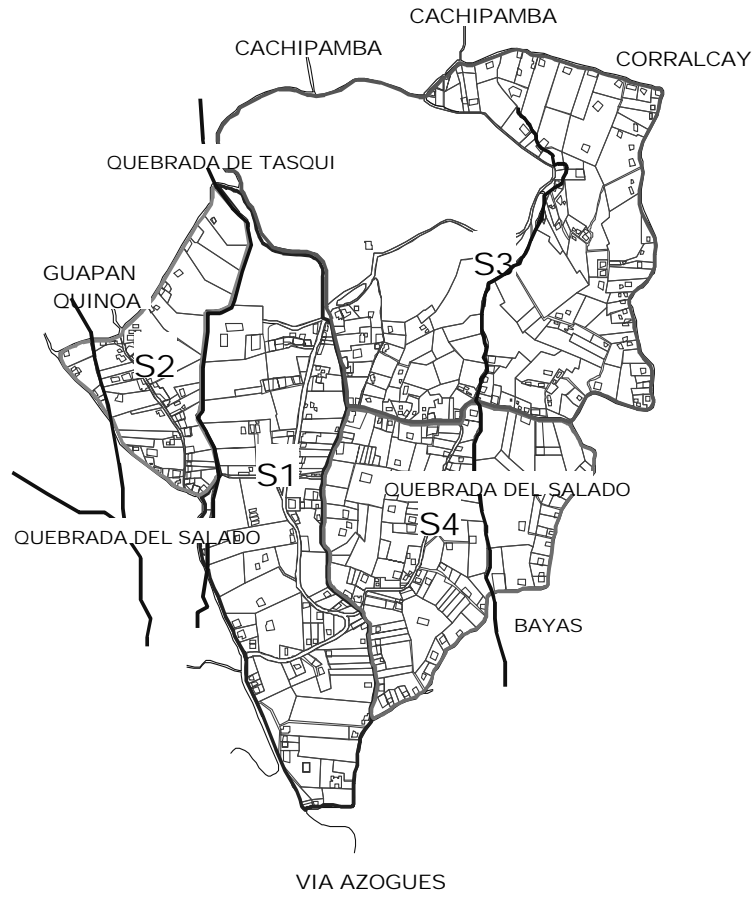 CACHIPAMBA
CACHIPAMBA
CORRALCAY
QUEBRADA DE TASQUI
S3
GUAPAN
QUINOA
S2
S1
QUEBRADA DEL SALADO
S4
QUEBRADA DEL SALADO
BAYAS
VIA AZOGUES